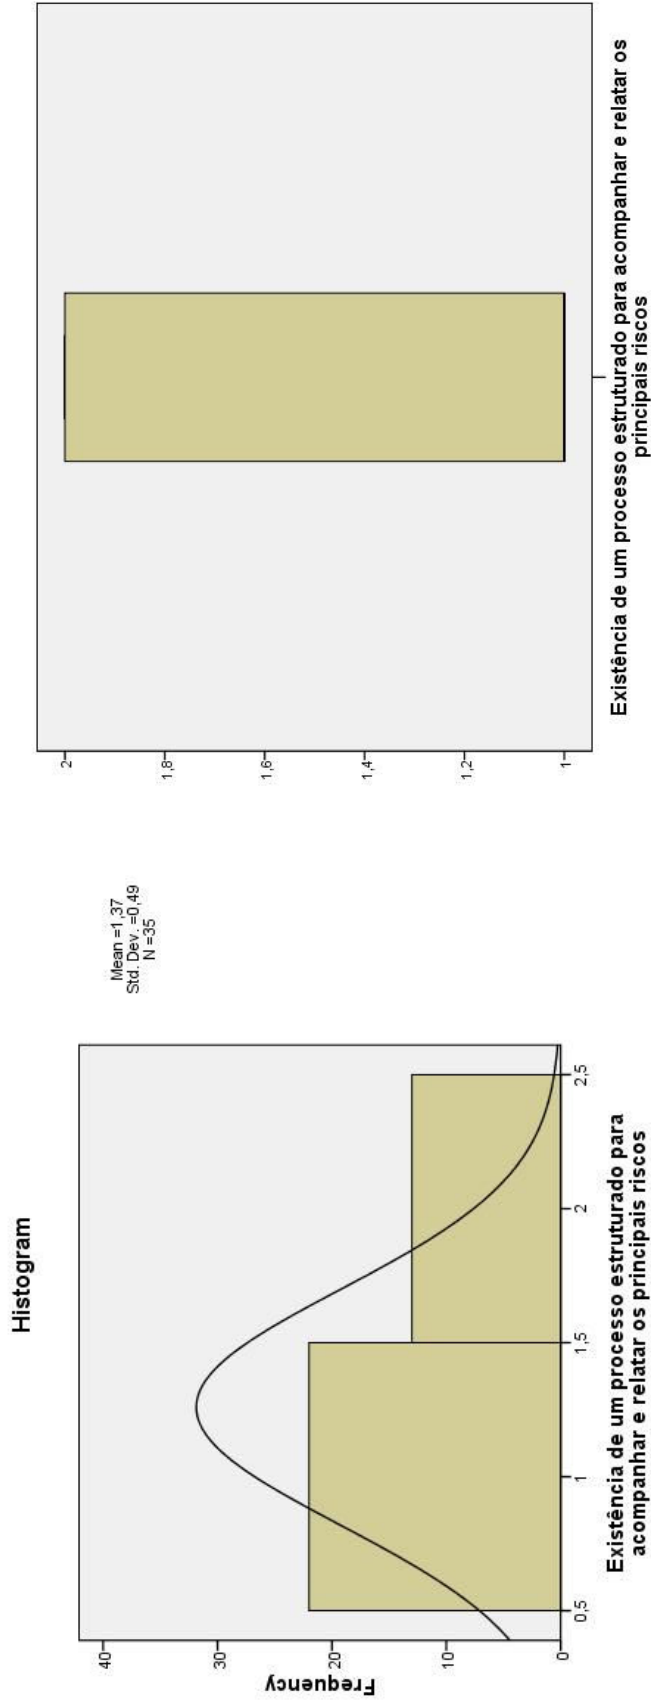 Histogram
Frequency
40
30
20
10
0
0,5
1
1,5
2
2,5
Existência de um processo estruturado para
acompanhar e relatar os principais riscos
Mean =1,37
Std. Dev. =0,49
N =35
2
1,8
1,6
1,4
1,2
1
Existência de um processo estruturado para acompanhar e relatar os
principais riscos